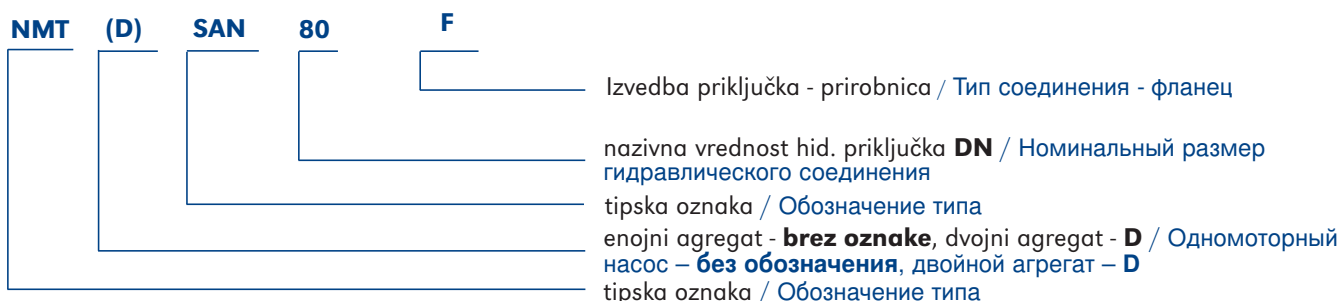 NMT (D) SAN 80 F
Izvedba priključka - prirobnica / Тип соединения - фланец
nazivna vrednost hid. priključka DN / Номинальный размер
гидравлического соединения
tipska oznaka / Обозначение типа
enojni agregat - brez oznake, dvojni agregat - D / Одномоторный
насос – без обозначения, двойной агрегат – D
tipska oznaka / Обозначение типа